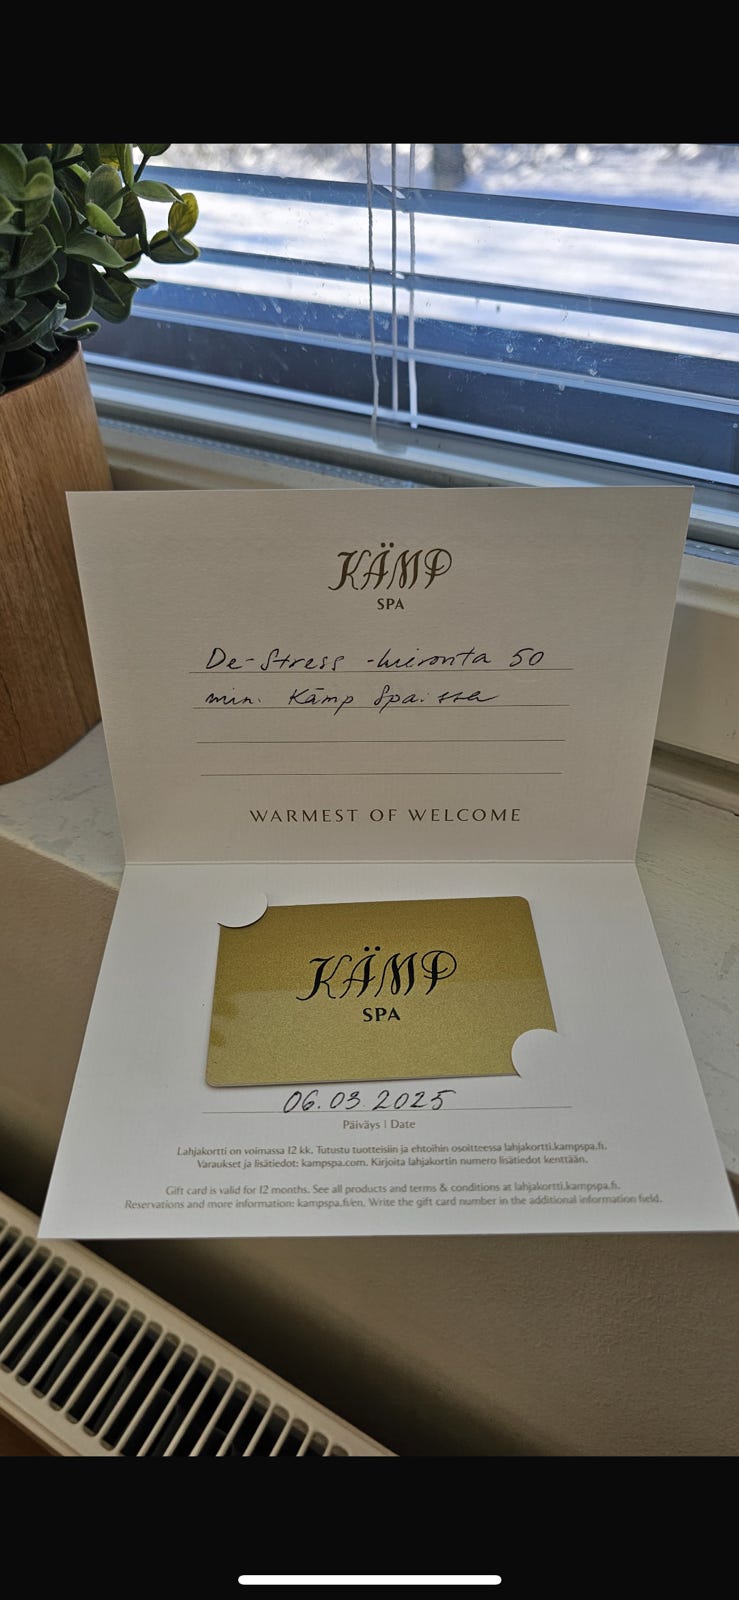 KÄMP
SPA
De-Stress -hieronta 50
min. Kämp Spa:ssa
WARMEST OF WELCOME
KÄMP
SPA
06.03.2025
Päiväys | Date
Lahjakortti on voimassa 12 kk. Tutustu tuotteisiin ja ehtoihin osoitteessa lahjakortti.kampspa.fi.
Varaukset ja lisätiedot: kampspa.com. Kirjoita lahjakortin numero lisätiedot kenttään.
Gift card is valid for 12 months. See all products and terms & conditions at lahjakortti.kampspa.fi.
Reservations and more information: kampspa.fi/en. Write the gift card number in the additional information field.